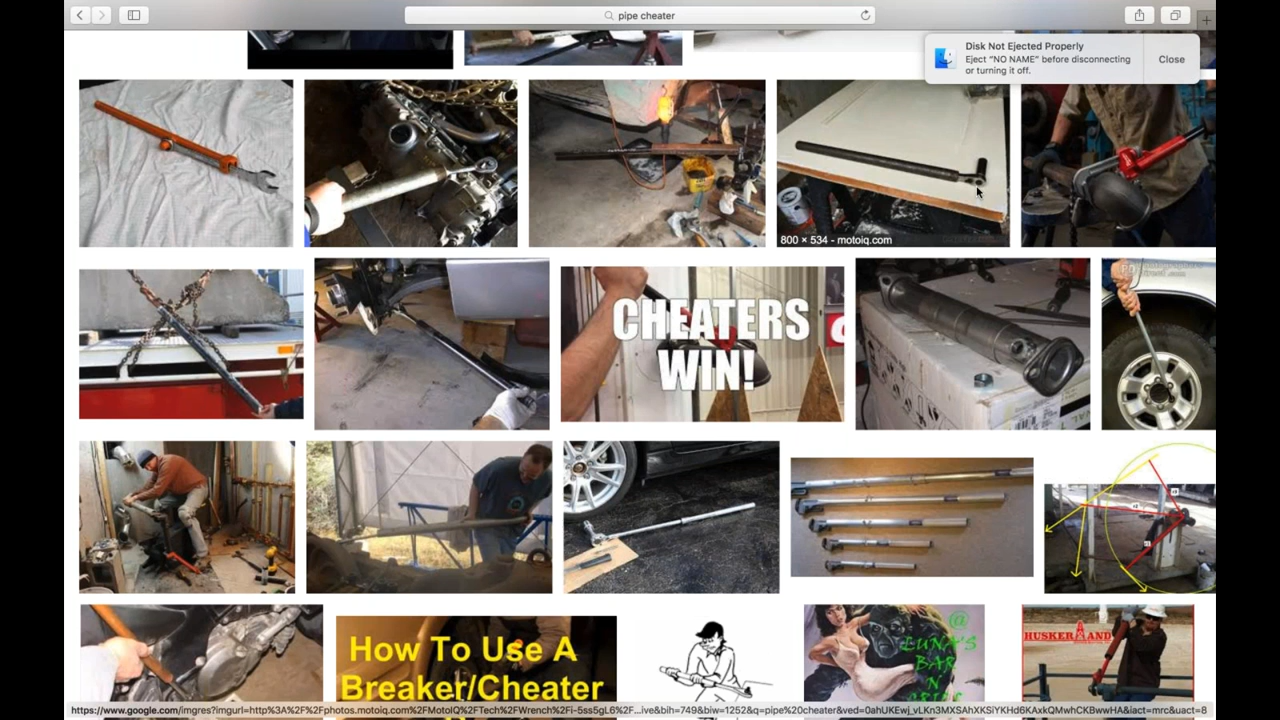 pipe cheater
Disk Not Ejected Properly
Eject “NO NAME” before disconnecting
or turning it off.
Close
800 × 534 - motoiq.com
CHEATERS
WIN!
How To Use A
Breaker/Cheater
@
LUNA'S
BAR
N
HUSKER AND
https://www.google.com/imgres?imgurl=http%3A%2F%2Fphotos.motoiq.com%2FMotoIQ%2FTech%2FWrench%2Fi-5ss5gL6%2F...ive&bih=749&biw=1252&q=pipe%20cheater&ved=0ahUKEwj_vLKn3MXSAhXKSiYKHd6KAxkQMwhCKBwwHA&iact=mrc&uact=8